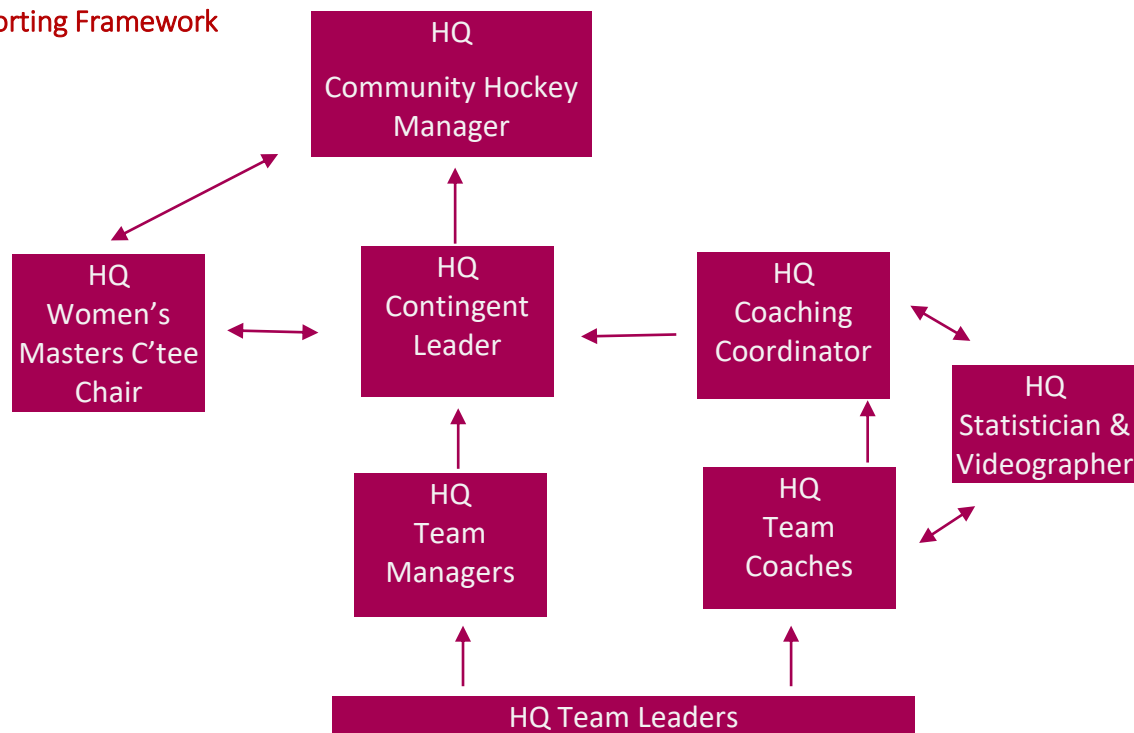 Framework
HQ
Community Hockey
Manager
HQ
Women’s
Masters C’tee
Chair
HQ
Contingent
Leader
HQ
Coaching
Coordinator
HQ
Statistician &
Videographer
HQ
Team
Managers
HQ
Team
Coaches
HQ Team Leaders